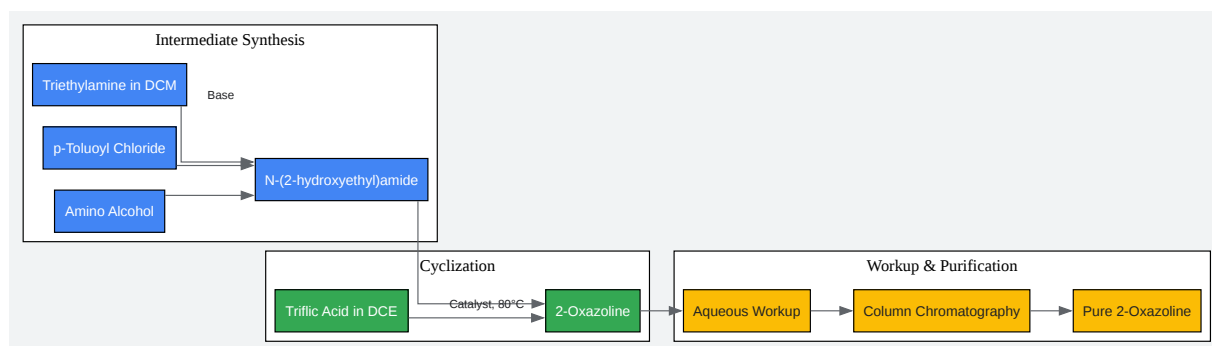 Intermediate Synthesis
Triethylamine in DCM
Base
p-Toluoyl Chloride
N-(2-hydroxyethyl)amide
Amino Alcohol
Cyclization
Triflic Acid in DCE
Catalyst, 80°C
2-Oxazoline
Workup & Purification
Aqueous Workup
Column Chromatography
Pure 2-Oxazoline